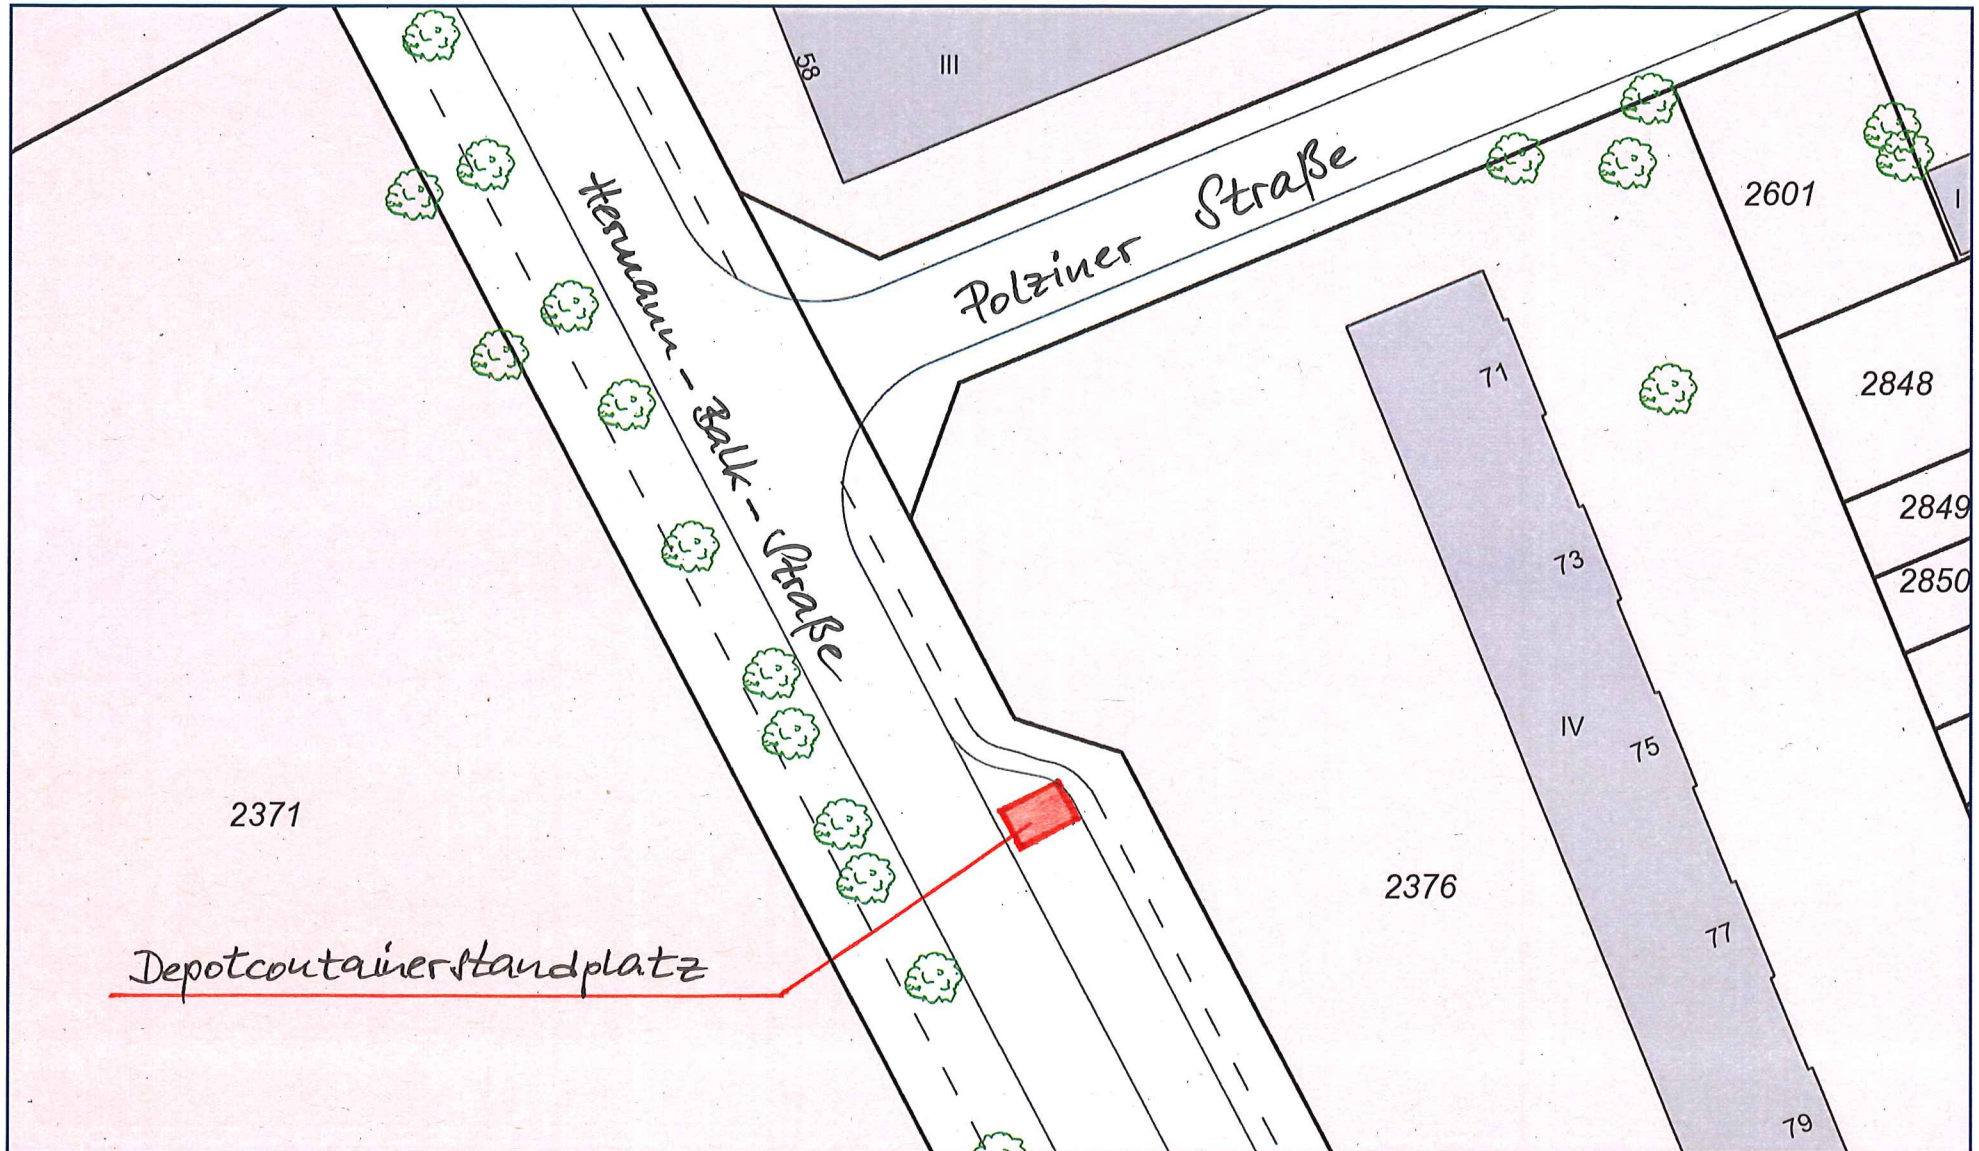 58
III
Hermann-Balk-Straße
Polziner Straße
2601
I
71
2848
2849
73
2850
IV
75
2371
2376
77
Depotcontainerstandplatz
79